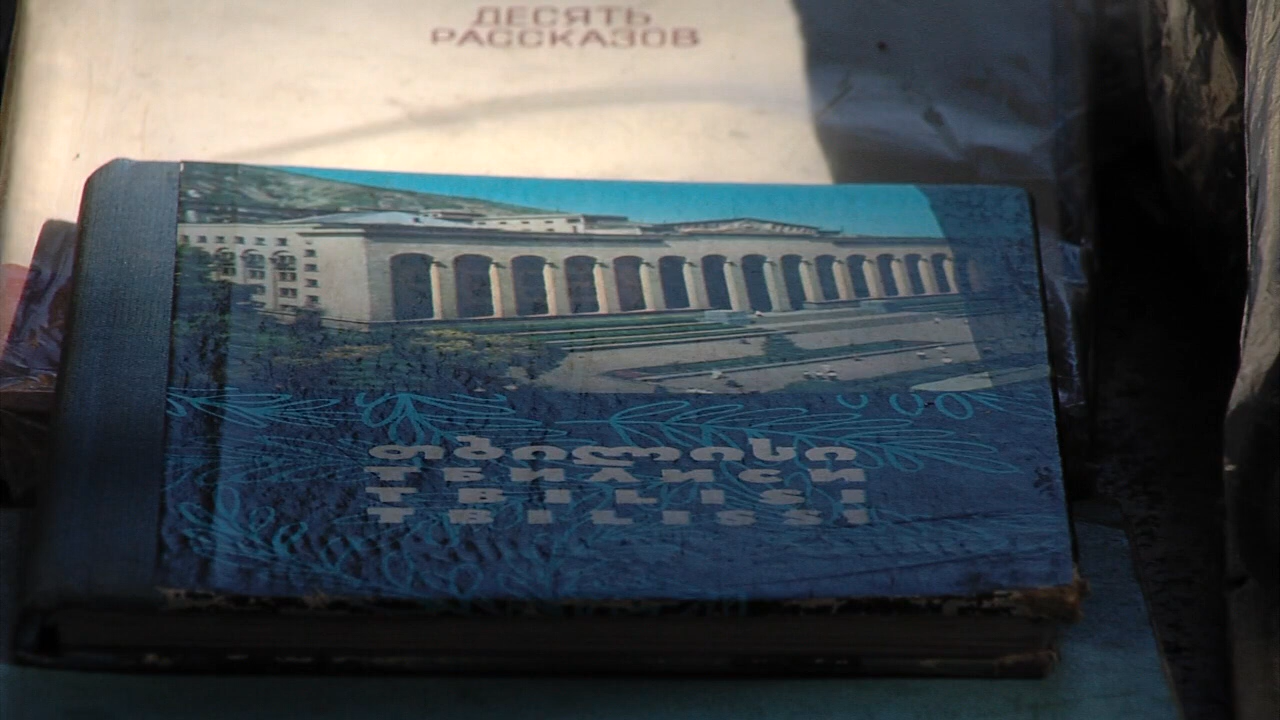 ДЕСЯТЬ
РАССКАЗОВ
თბილისი
ТБИЛИСИ
TBILISI
TBILISSI